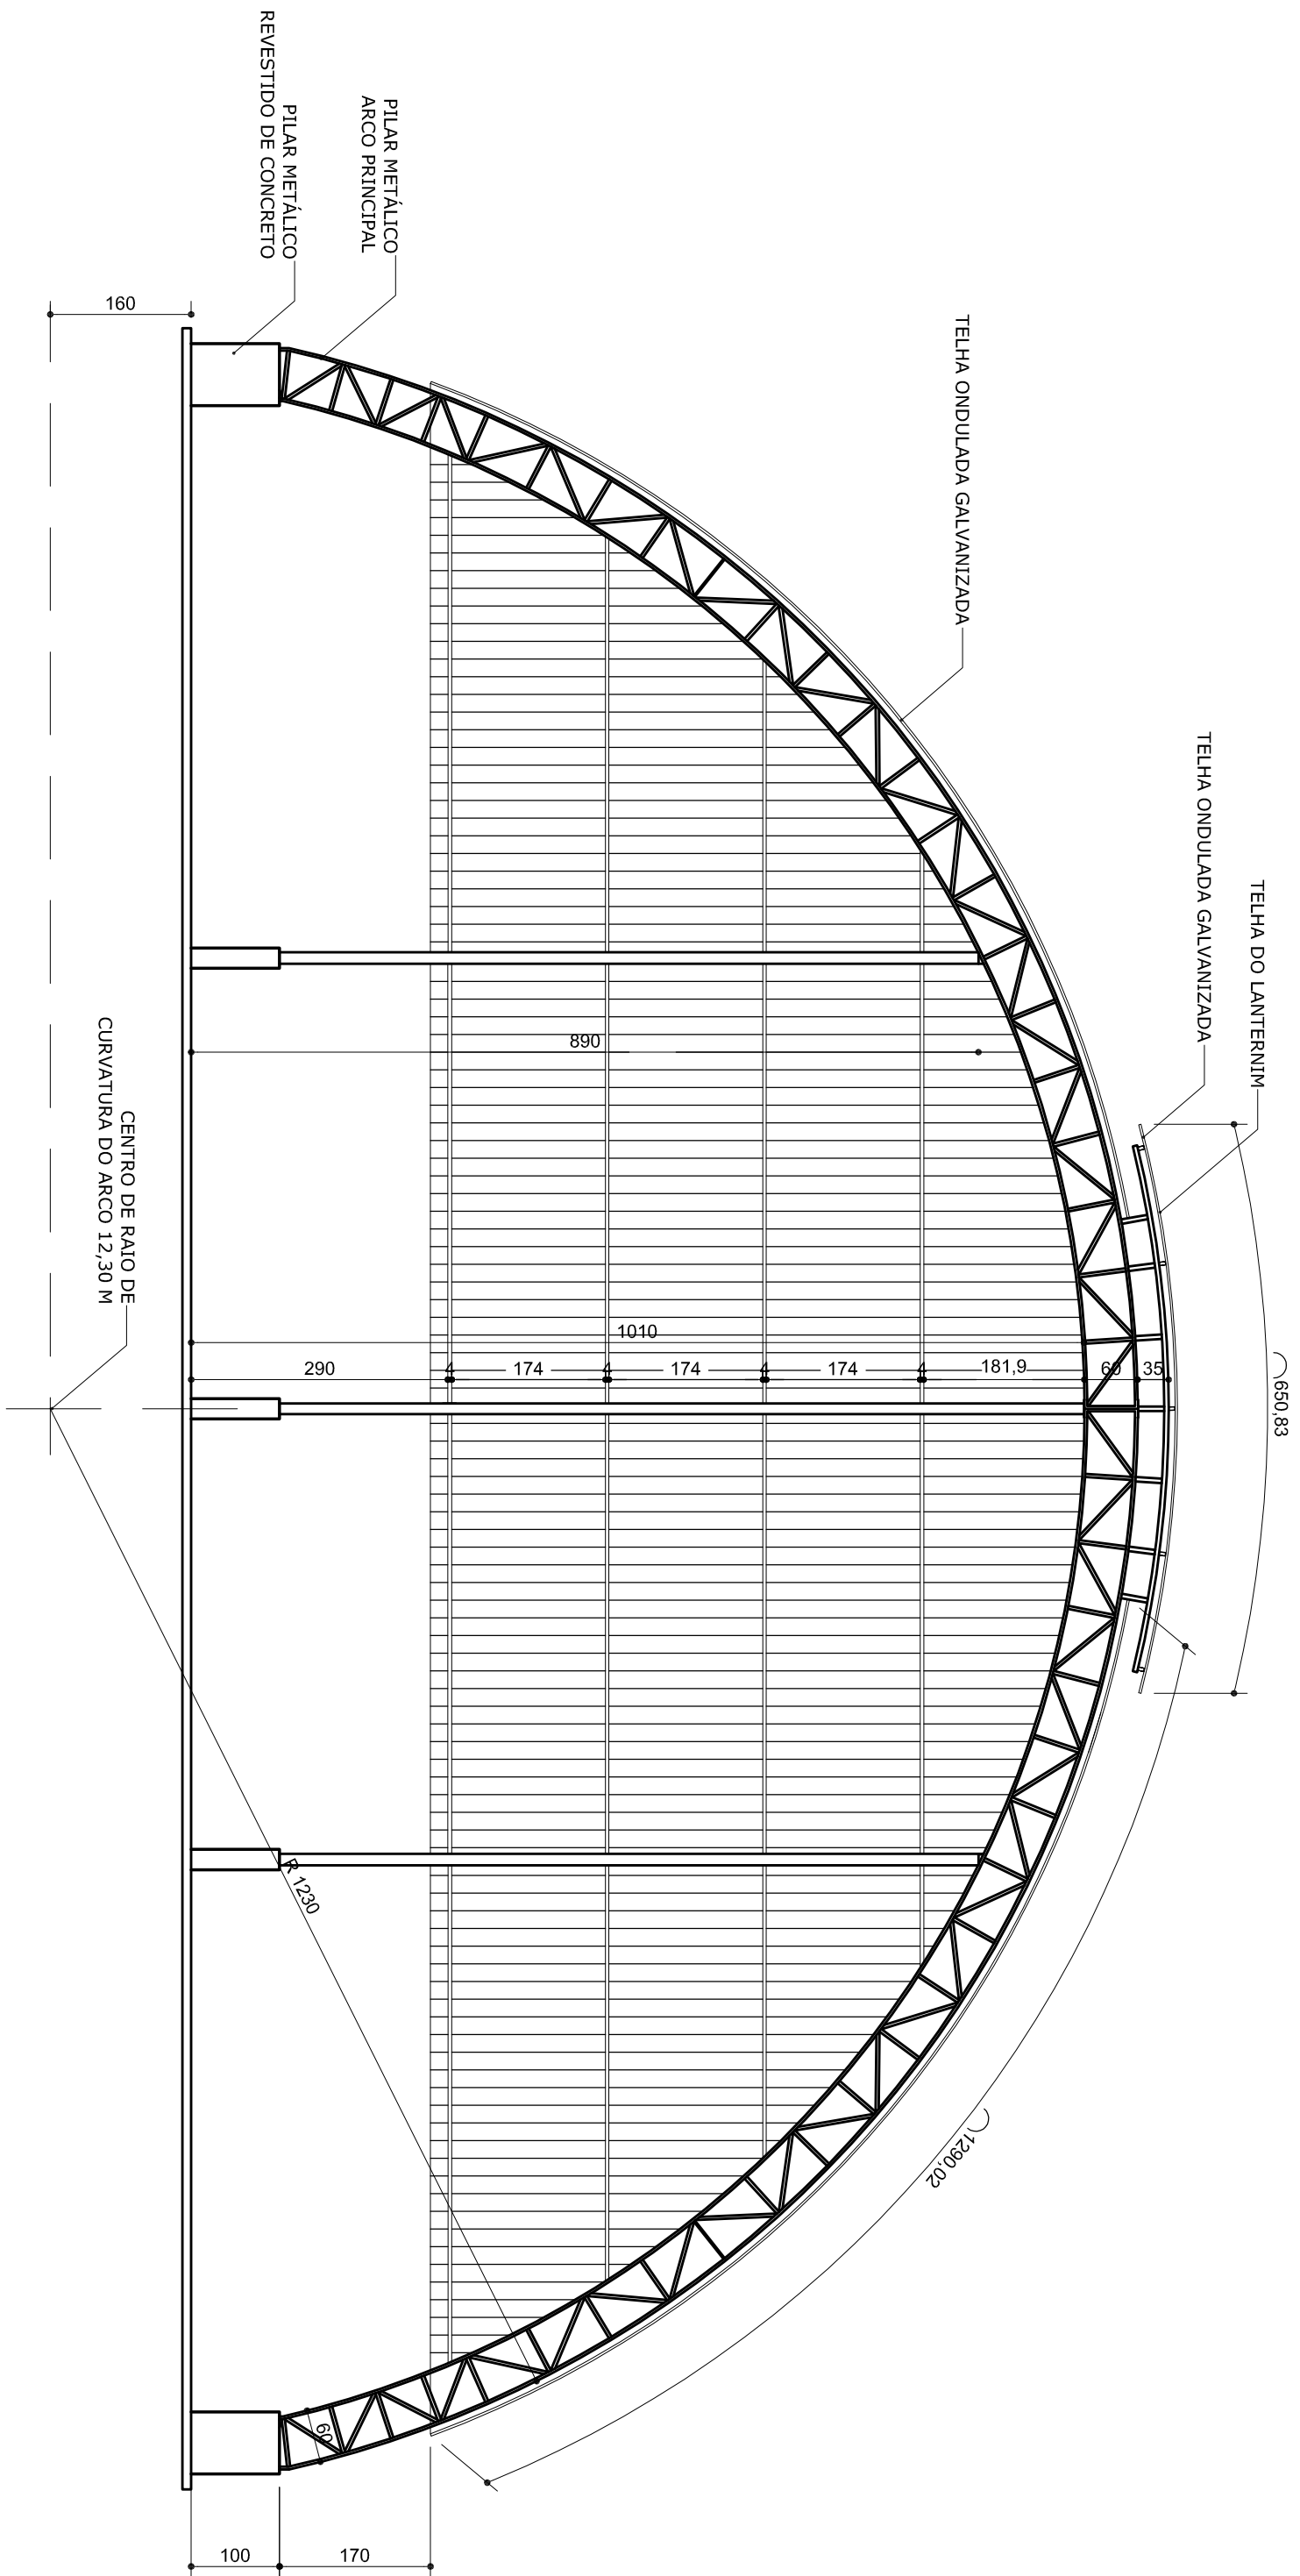 TELHA DO LANTERNIM
TELHA ONDULADA GALVANIZADA
TELHA ONDULADA GALVANIZADA
PILAR METÁLICO
ARCO PRINCIPAL
PILAR METÁLICO
REVESTIDO DE CONCRETO
CENTRO DE RAIO DE
CURVATURA DO ARCO 12,30 M
650,83
1290,02
R 1230
160
890
1010
290
4
174
4
174
4
174
4
181,9
60
35
60
100
170